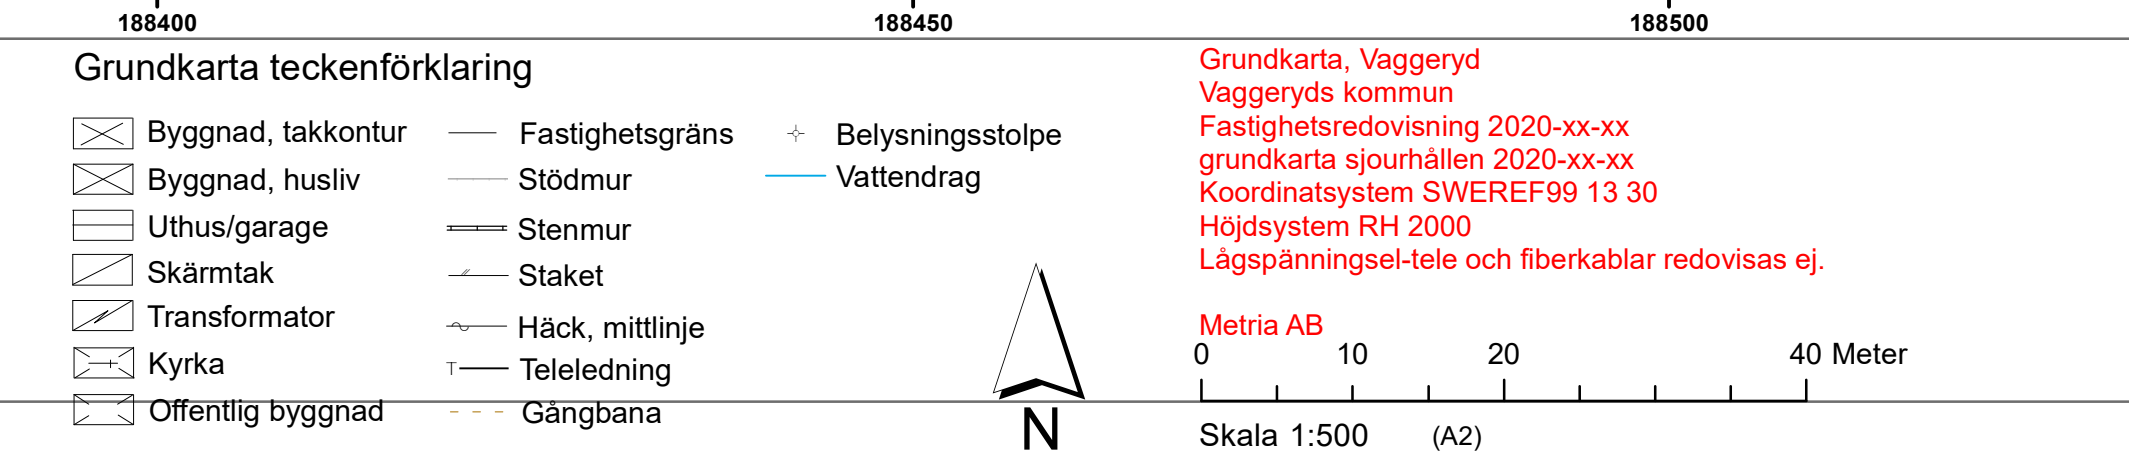 188400
188450
188500
Grundkarta teckenförklaring
Byggnad, takkontur
Byggnad, husliv
Uthus/garage
Skärmtak
Transformator
Kyrka
Offentlig byggnad
Fastighetsgräns
Stödmur
Stenmur
Staket
Häck, mittlinje
T Teleledning
Gångbana
Belysningsstolpe
Vattendrag
N
Grundkarta, Vaggeryd
Vaggeryds kommun
Fastighetsredovisning 2020-xx-xx
grundkarta sjourhållen 2020-xx-xx
Koordinatsystem SWEREF99 13 30
Höjdsystem RH 2000
Lågspänningsel-tele och fiberkablar redovisas ej.
Metria AB
0 10 20 40 Meter
Skala 1:500 (A2)